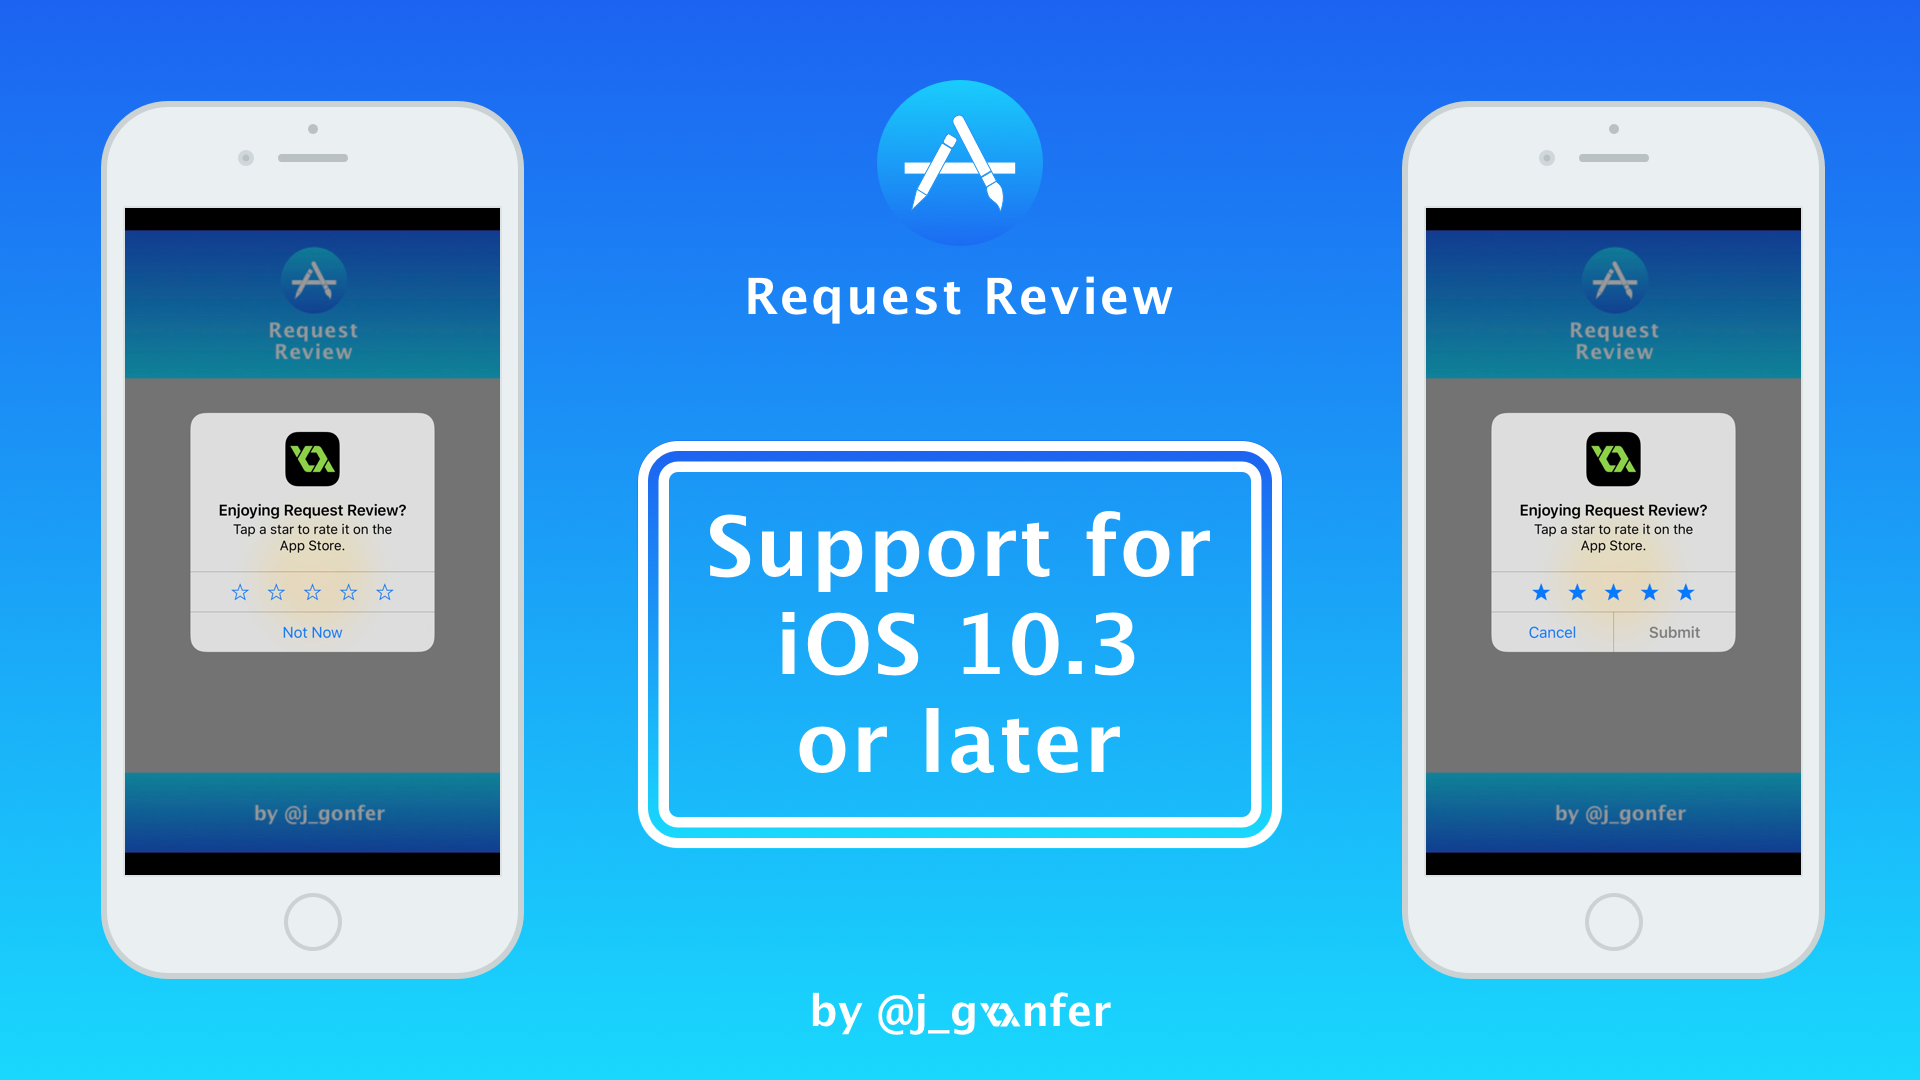 Request Review
Support for
iOS 10.3
or later
by @j_gonfer
Request
Review
Enjoying Request Review?
Tap a star to rate it on the
App Store.
Not Now
by @j_gonfer
Request
Review
Enjoying Request Review?
Tap a star to rate it on the
App Store.
Cancel Submit
by @j_gonfer